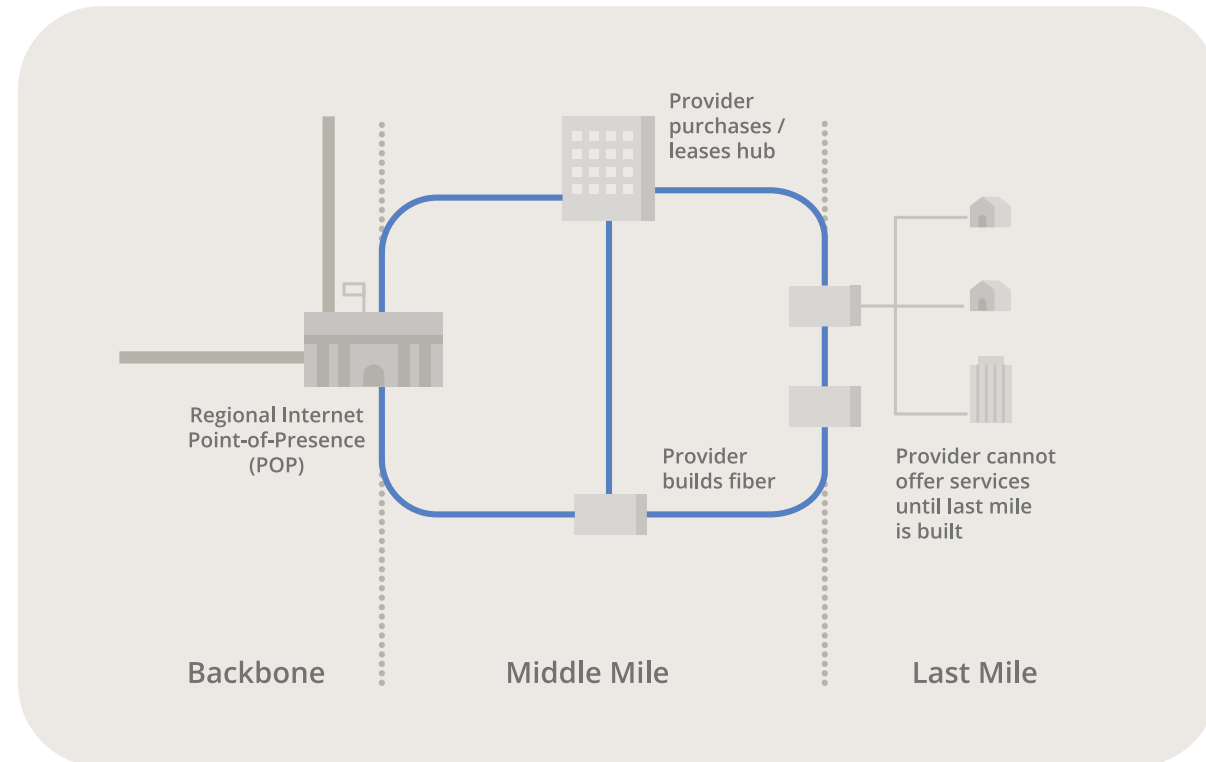 Provider
purchases /
leases hub
Regional Internet
Point-of-Presence
(POP)
Provider
builds fiber
Provider cannot
offer services
until last mile
is built
Backbone
Middle Mile
Last Mile